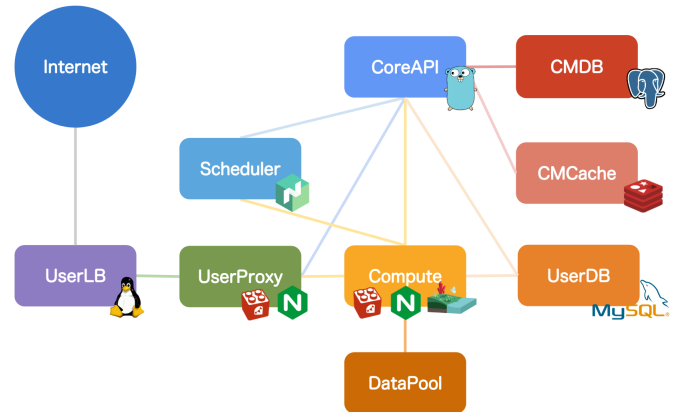 Internet
CoreAPI
CMDB
Scheduler
CMCache
UserLB
UserProxy
Compute
UserDB
MySQL®
DataPool